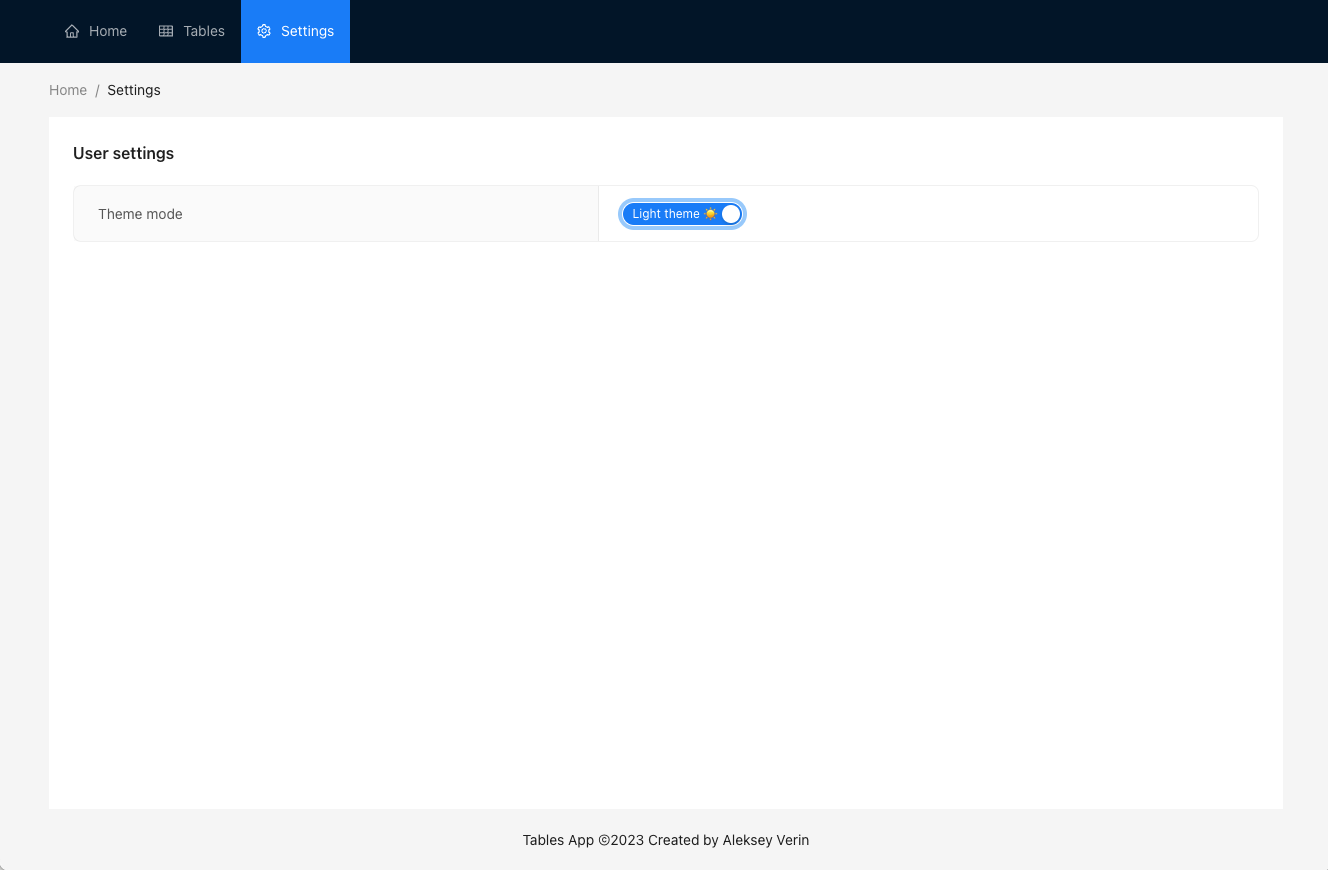 Home Tables Settings
Home / Settings
User settings
Theme mode Light theme ☀️
Tables App ©2023 Created by Aleksey Verin